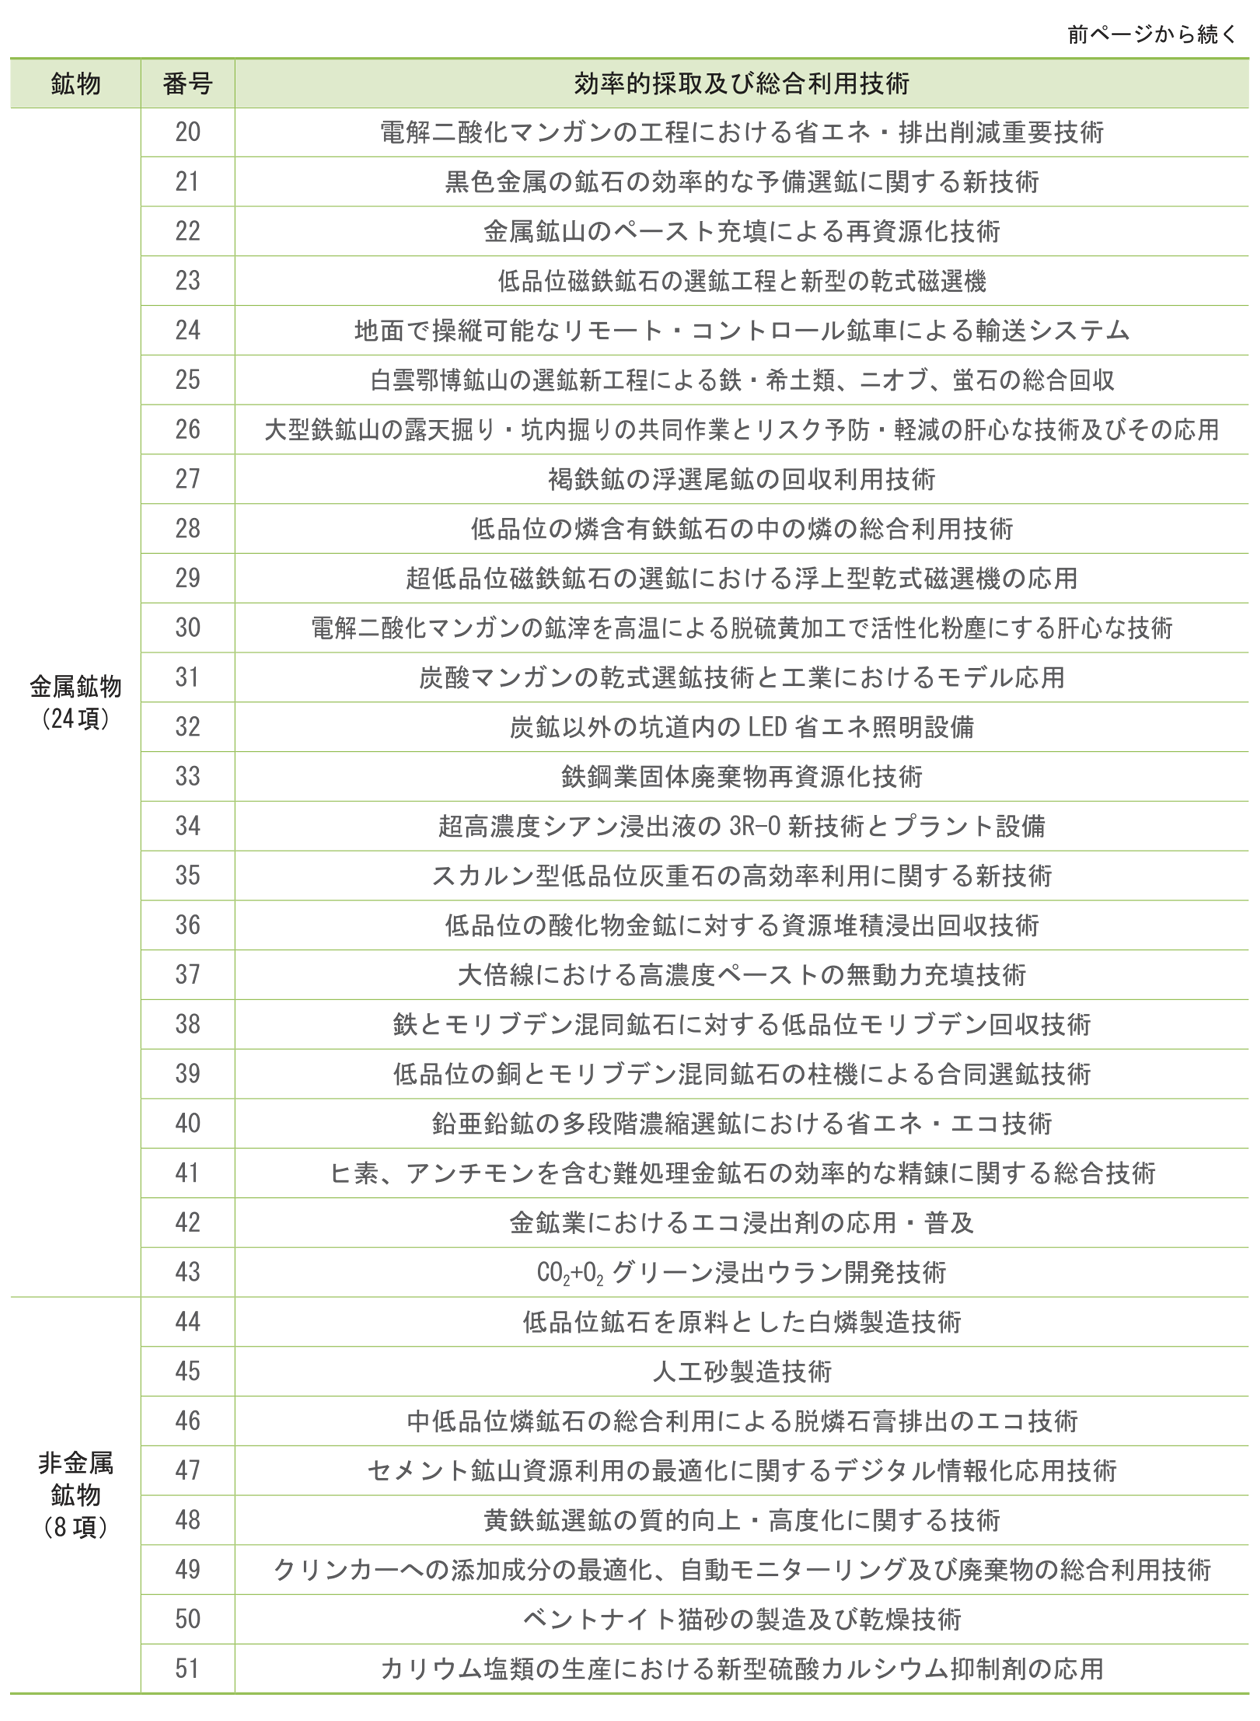 前ページから続く
鉱物 番号 効率的採取及び総合利用技術
20 電解二酸化マンガンの工程における省エネ・排出削減重要技術
21 黒色金属の鉱石の効率的な予備選鉱に関する新技術
22 金属鉱山のペースト充填による再資源化技術
23 低品位磁鉄鉱石の選鉱工程と新型の乾式磁選機
24 地面で操縦可能なリモート・コントロール鉱車による輸送システム
25 白雲鄂博鉱山の選鉱新工程による鉄・希土類、ニオブ、蛍石の総合回収
26 大型鉄鉱山の露天掘り・坑内掘りの共同作業とリスク予防・軽減の肝心な技術及びその応用
27 褐鉄鉱の浮選尾鉱の回収利用技術
28 低品位の燐含有鉄鉱石の中の燐の総合利用技術
29 超低品位磁鉄鉱石の選鉱における浮上型乾式磁選機の応用
30 電解二酸化マンガンの鉱滓を高温による脱硫黄加工で活性化粉塵にする肝心な技術
31 炭酸マンガンの乾式選鉱技術と工業におけるモデル応用
金属鉱物
(24項)
32 炭鉱以外の坑道内の LED 省エネ照明設備
33 鉄鋼業固体廃棄物再資源化技術
34 超高濃度シアン浸出液の 3R-O 新技術とプラント設備
35 スカルン型低品位灰重石の高効率利用に関する新技術
36 低品位の酸化物金鉱に対する資源堆積浸出回収技術
37 大倍線における高濃度ペーストの無動力充填技術
38 鉄とモリブデン混同鉱石に対する低品位モリブデン回収技術
39 低品位の銅とモリブデン混同鉱石の柱機による合同選鉱技術
40 鉛亜鉛鉱の多段階濃縮選鉱における省エネ・エコ技術
41 ヒ素、アンチモンを含む難処理金鉱石の効率的な精錬に関する総合技術
42 金鉱業におけるエコ浸出剤の応用・普及
43 CO₂+O₂ グリーン浸出ウラン開発技術
44 低品位鉱石を原料とした白燐製造技術
45 人工砂製造技術
46 中低品位燐鉱石の総合利用による脱燐石膏排出のエコ技術
非金属
鉱物
(8項)
47 セメント鉱山資源利用の最適化に関するデジタル情報化応用技術
48 黄鉄鉱選鉱の質的向上・高度化に関する技術
49 クリンカーへの添加成分の最適化、自動モニターリング及び廃棄物の総合利用技術
50 ベントナイト猫砂の製造及び乾燥技術
51 カリウム塩類の生産における新型硫酸カルシウム抑制剤の応用